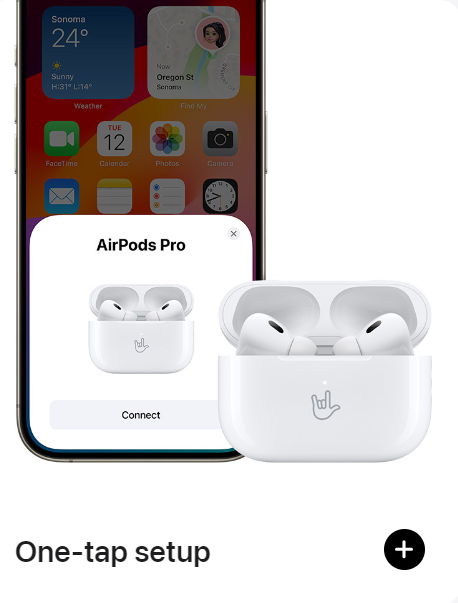 Sonoma
24°
Sunny
H:31° L:14°
Weather
Now
Oregon St
Sonoma
Find My
FaceTime
TUE
12
Calendar
Photos
Camera
AirPods Pro
Connect
One-tap setup